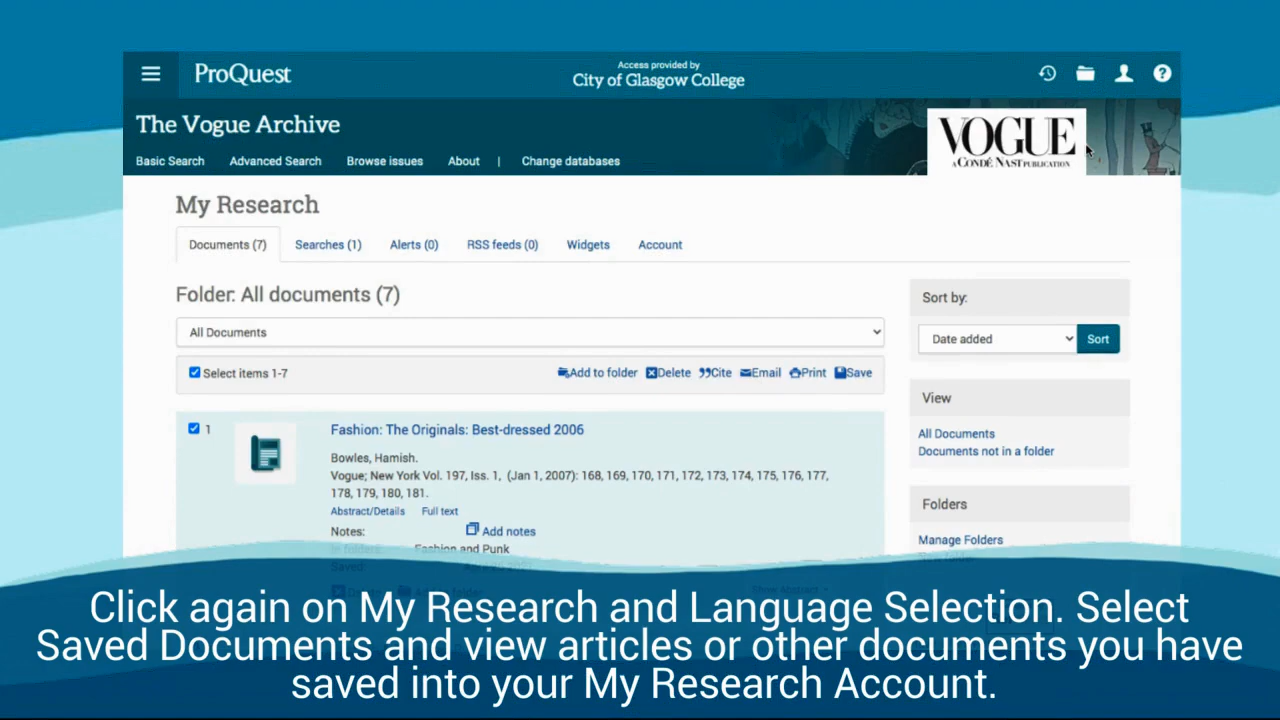 ProQuest
Access provided by
City of Glasgow College
The Vogue Archive
Basic Search Advanced Search Browse issues About | Change databases
VOGUE
A CONDÉ NAST PUBLICATION
My Research
Documents (7) Searches (1) Alerts (0) RSS feeds (0) Widgets Account
Folder: All documents (7)
All Documents
Select items 1-7 Add to folder Delete Cite Email Print Save
1 Fashion: The Originals: Best-dressed 2006
Bowles, Hamish.
Vogue; New York Vol. 197, Iss. 1, (Jan 1, 2007): 168, 169, 170, 171, 172, 173, 174, 175, 176, 177,
178, 179, 180, 181.
Abstract/Details Full text
Notes: Add notes
In folders: Fashion and Punk
Saved:
Sort by:
Date added Sort
View
All Documents
Documents not in a folder
Folders
Manage Folders
Click again on My Research and Language Selection. Select
Saved Documents and view articles or other documents you have
saved into your My Research Account.